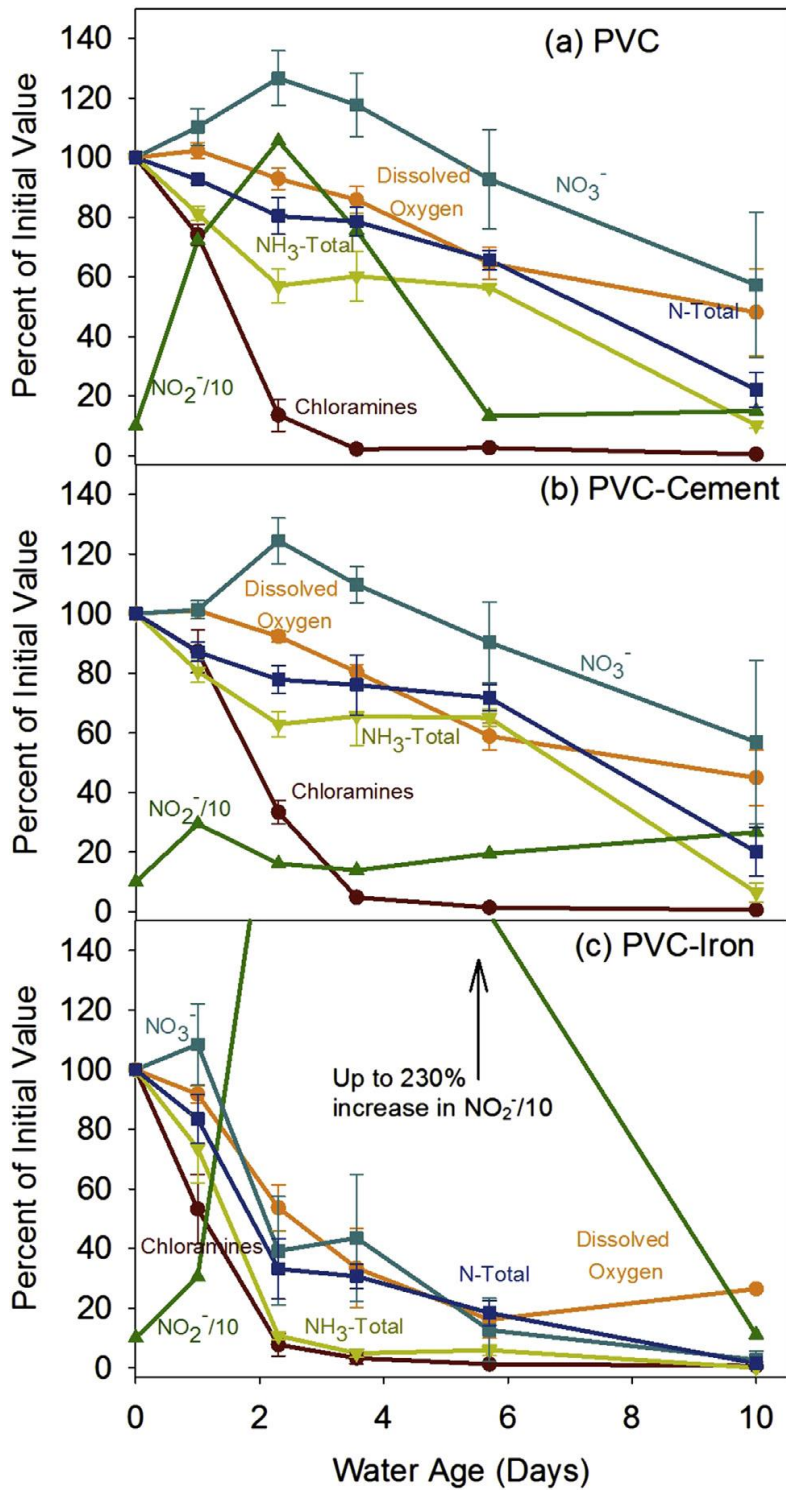 (a) PVC
Percent of Initial Value
140
120
100
80
60
40
20
0
Dissolved
Oxygen
NO3-
NH3-Total
N-Total
NO2-/10
Chloramines
(b) PVC-Cement
Percent of Initial Value
140
120
100
80
60
40
20
0
Dissolved
Oxygen
NO3-
NH3-Total
Chloramines
NO2-/10
(c) PVC-Iron
Percent of Initial Value
140
120
100
80
60
40
20
0
NO3-
Up to 230%
increase in NO2-/10
Chloramines
Dissolved
Oxygen
N-Total
NH3-Total
NO2-/10
0 2 4 6 8 10
Water Age (Days)